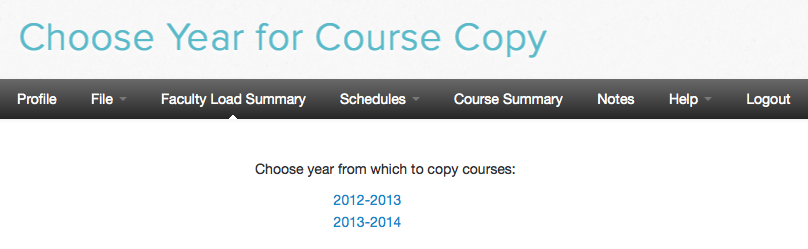 Choose Year for Course Copy
Profile File Faculty Load Summary Schedules Course Summary Notes Help Logout
Choose year from which to copy courses:
2012-2013
2013-2014